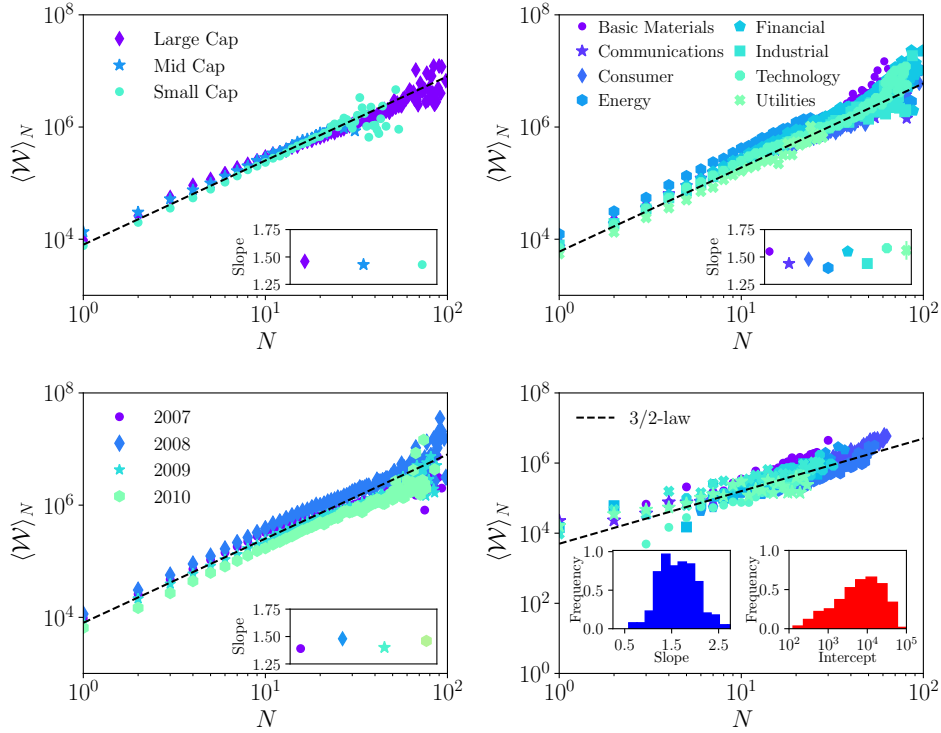 10^8
10^6
10^4
⟨𝒲⟩_N
Large Cap
Mid Cap
Small Cap
Slope
1.75
1.50
1.25
10^0
10^1
10^2
N
10^8
10^6
10^4
⟨𝒲⟩_N
Basic Materials
Communications
Consumer
Energy
Financial
Industrial
Technology
Utilities
Slope
1.75
1.50
1.25
10^0
10^1
10^2
N
10^8
10^6
10^4
⟨𝒲⟩_N
2007
2008
2009
2010
Slope
1.75
1.50
1.25
10^0
10^1
10^2
N
10^8
10^6
10^4
10^2
10^0
⟨𝒲⟩_N
3/2-law
Frequency
1.0
0.5
0.0
0.5
1.5
2.5
Slope
Frequency
1.0
0.5
0.0
10^2
10^3
10^4
10^5
Intercept
10^0
10^1
10^2
N